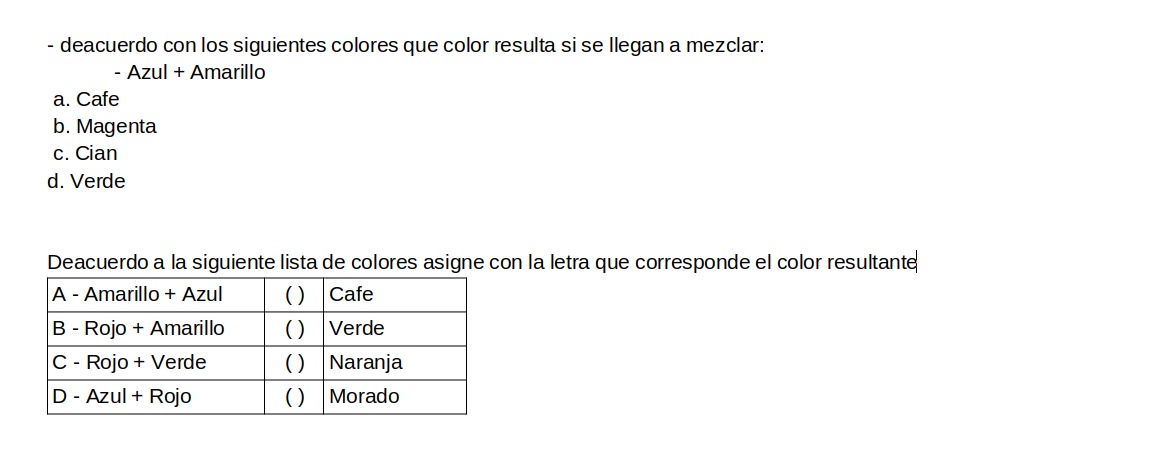 - deacuerdo con los siguientes colores que color resulta si se llegan a mezclar:
- Azul + Amarillo
a. Cafe
b. Magenta
c. Cian
d. Verde
Deacuerdo a la siguiente lista de colores asigne con la letra que corresponde el color resultante
A - Amarillo + Azul ( ) Cafe
B - Rojo + Amarillo ( ) Verde
C - Rojo + Verde ( ) Naranja
D - Azul + Rojo ( ) Morado